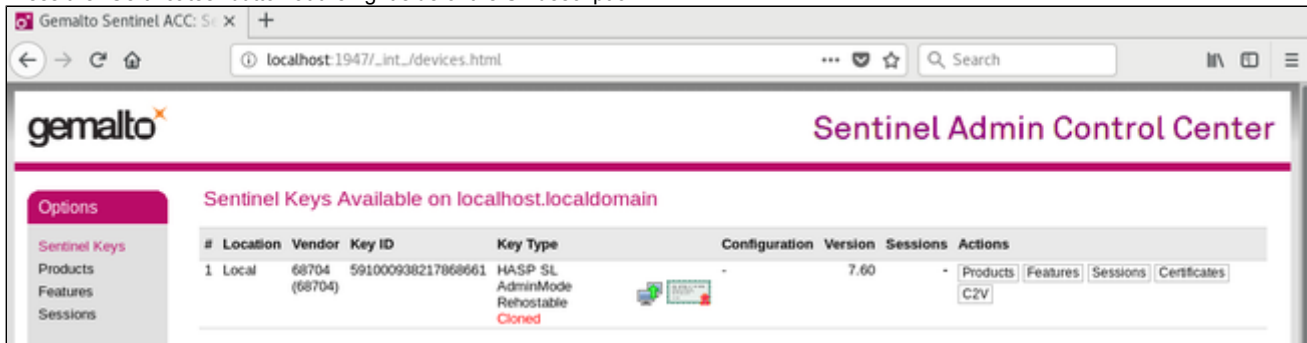 Gemalto Sentinel ACC: Se × +
localhost:1947/_int_/devices.html ... Search
gemalto
Sentinel Admin Control Center
Options
Sentinel Keys Available on localhost.localdomain
Sentinel Keys
Products
Features
Sessions
# Location Vendor Key ID Key Type Configuration Version Sessions Actions
1 Local 68704 591000938217868661 HASP SL - 7.60 - Products Features Sessions Certificates
(68704) AdminMode C2V
Rehostable
Cloned